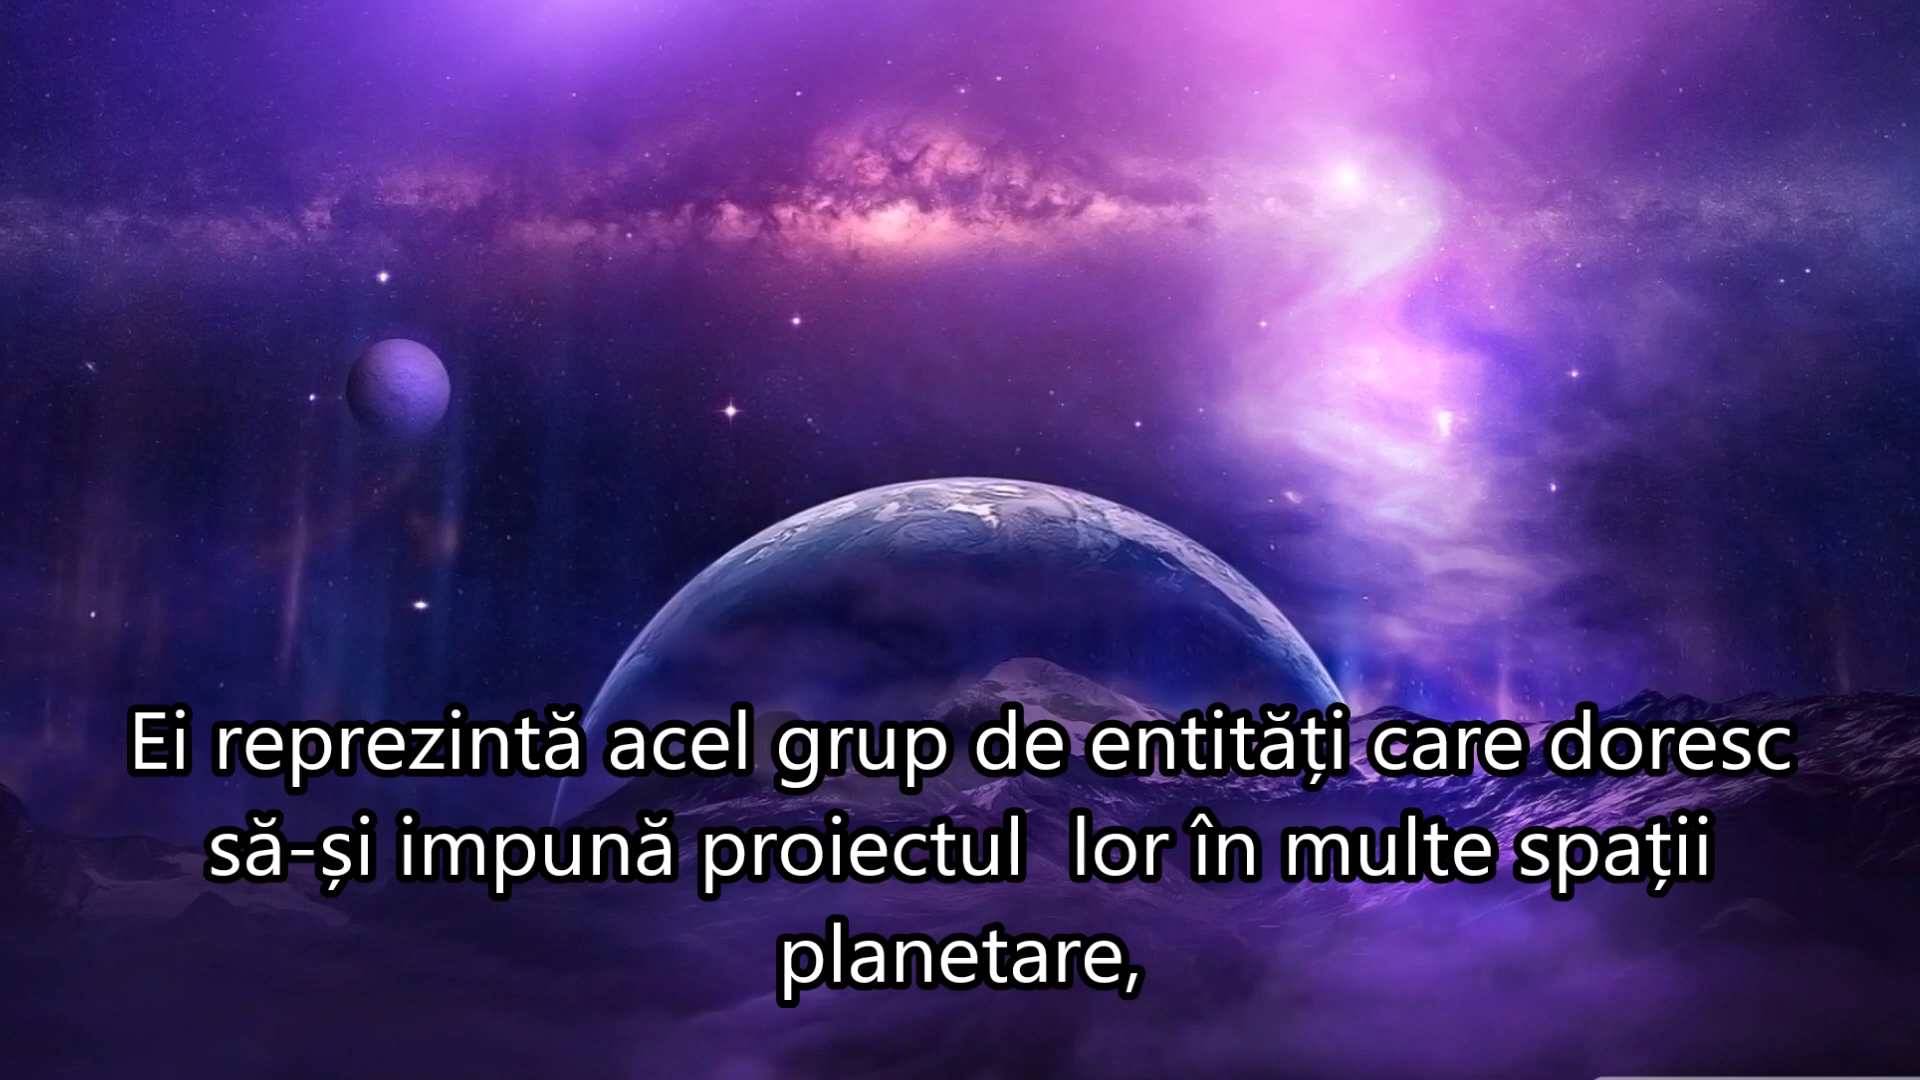 Ei reprezintă acel grup de entități care doresc
să-și impună proiectul  lor în multe spații
planetare,